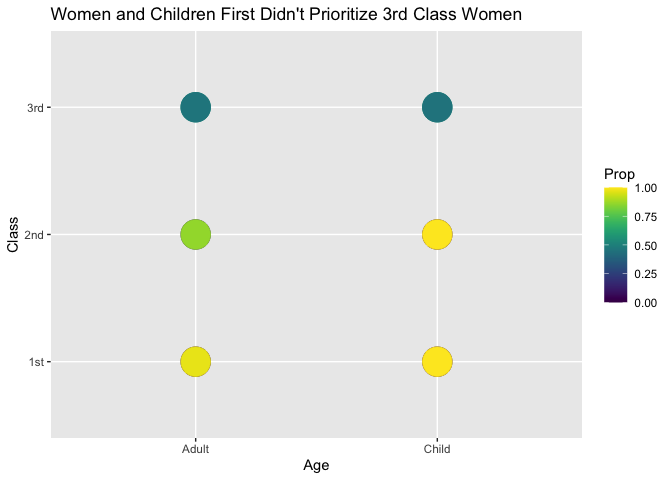 Women and Children First Didn't Prioritize 3rd Class Women
3rd
2nd
1st
Class
Adult
Child
Age
Prop
1.00
0.75
0.50
0.25
0.00